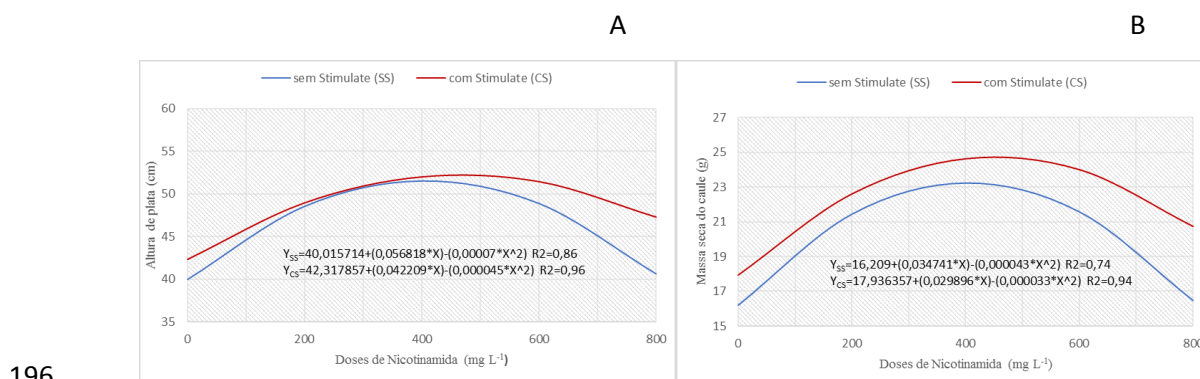 A
B
sem Stimulate (SS) com Stimulate (CS)
60
55
50
45
40
35
Altura de plata (cm)
Y_SS=40,015714+(0,056818*X)-(0,00007*X^2) R2=0,86
Y_CS=42,317857+(0,042209*X)-(0,000045*X^2) R2=0,96
0 200 400 600 800
Doses de Nicotinamida (mg L⁻¹)
sem Stimulate (SS) com Stimulate (CS)
27
25
23
21
19
17
15
Massa seca do caule (g)
Y_SS=16,209+(0,034741*X)-(0,000043*X^2) R2=0,74
Y_CS=17,936357+(0,029896*X)-(0,000033*X^2) R2=0,94
0 200 400 600 800
Doses de Nicotinamida (mg L⁻¹)
196